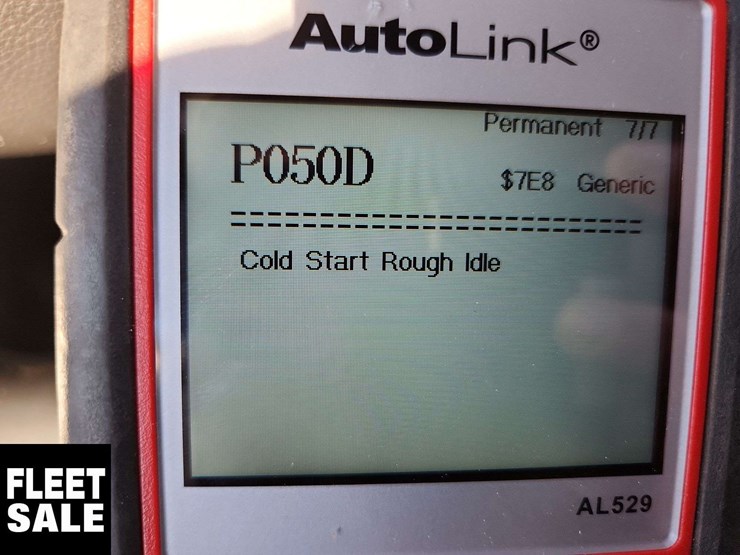 AutoLink®
Permanent 7/7
P050D
$7E8 Generic
Cold Start Rough Idle
AL529
FLEET
SALE